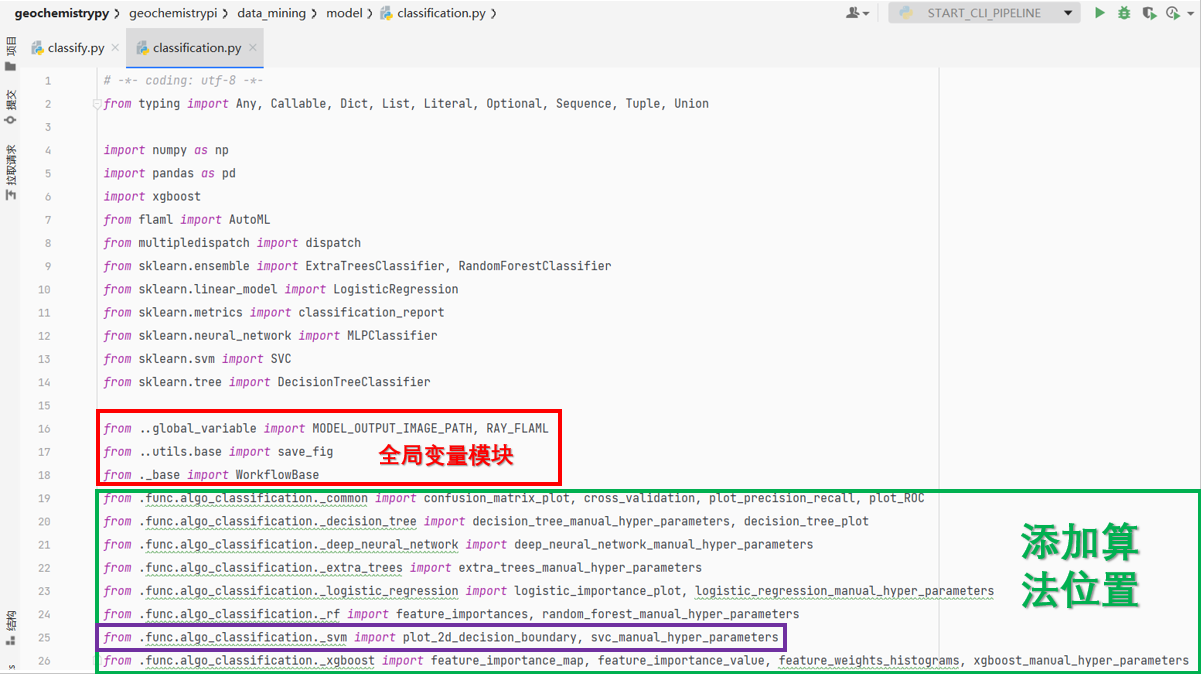 geochemistrypy geochemistrypi data_mining model classification.py START_CLI_PIPELINE
项目
提交
拉取请求
结构
s
classify.py classification.py
1 # -*- coding: utf-8 -*-
2 from typing import Any, Callable, Dict, List, Literal, Optional, Sequence, Tuple, Union
3
4 import numpy as np
5 import pandas as pd
6 import xgboost
7 from flaml import AutoML
8 from multipledispatch import dispatch
9 from sklearn.ensemble import ExtraTreesClassifier, RandomForestClassifier
10 from sklearn.linear_model import LogisticRegression
11 from sklearn.metrics import classification_report
12 from sklearn.neural_network import MLPClassifier
13 from sklearn.svm import SVC
14 from sklearn.tree import DecisionTreeClassifier
15
16 from ..global_variable import MODEL_OUTPUT_IMAGE_PATH, RAY_FLAML
17 from ..utils.base import save_fig
18 from ._base import WorkflowBase
全局变量模块
19 from .func.algo_classification._common import confusion_matrix_plot, cross_validation, plot_precision_recall, plot_ROC
20 from .func.algo_classification._decision_tree import decision_tree_manual_hyper_parameters, decision_tree_plot
21 from .func.algo_classification._deep_neural_network import deep_neural_network_manual_hyper_parameters
22 from .func.algo_classification._extra_trees import extra_trees_manual_hyper_parameters
23 from .func.algo_classification._logistic_regression import logistic_importance_plot, logistic_regression_manual_hyper_parameters
24 from .func.algo_classification._rf import feature_importances, random_forest_manual_hyper_parameters
25 from .func.algo_classification._svm import plot_2d_decision_boundary, svc_manual_hyper_parameters
26 from .func.algo_classification._xgboost import feature_importance_map, feature_importance_value, feature_weights_histograms, xgboost_manual_hyper_parameters
添加算
法位置